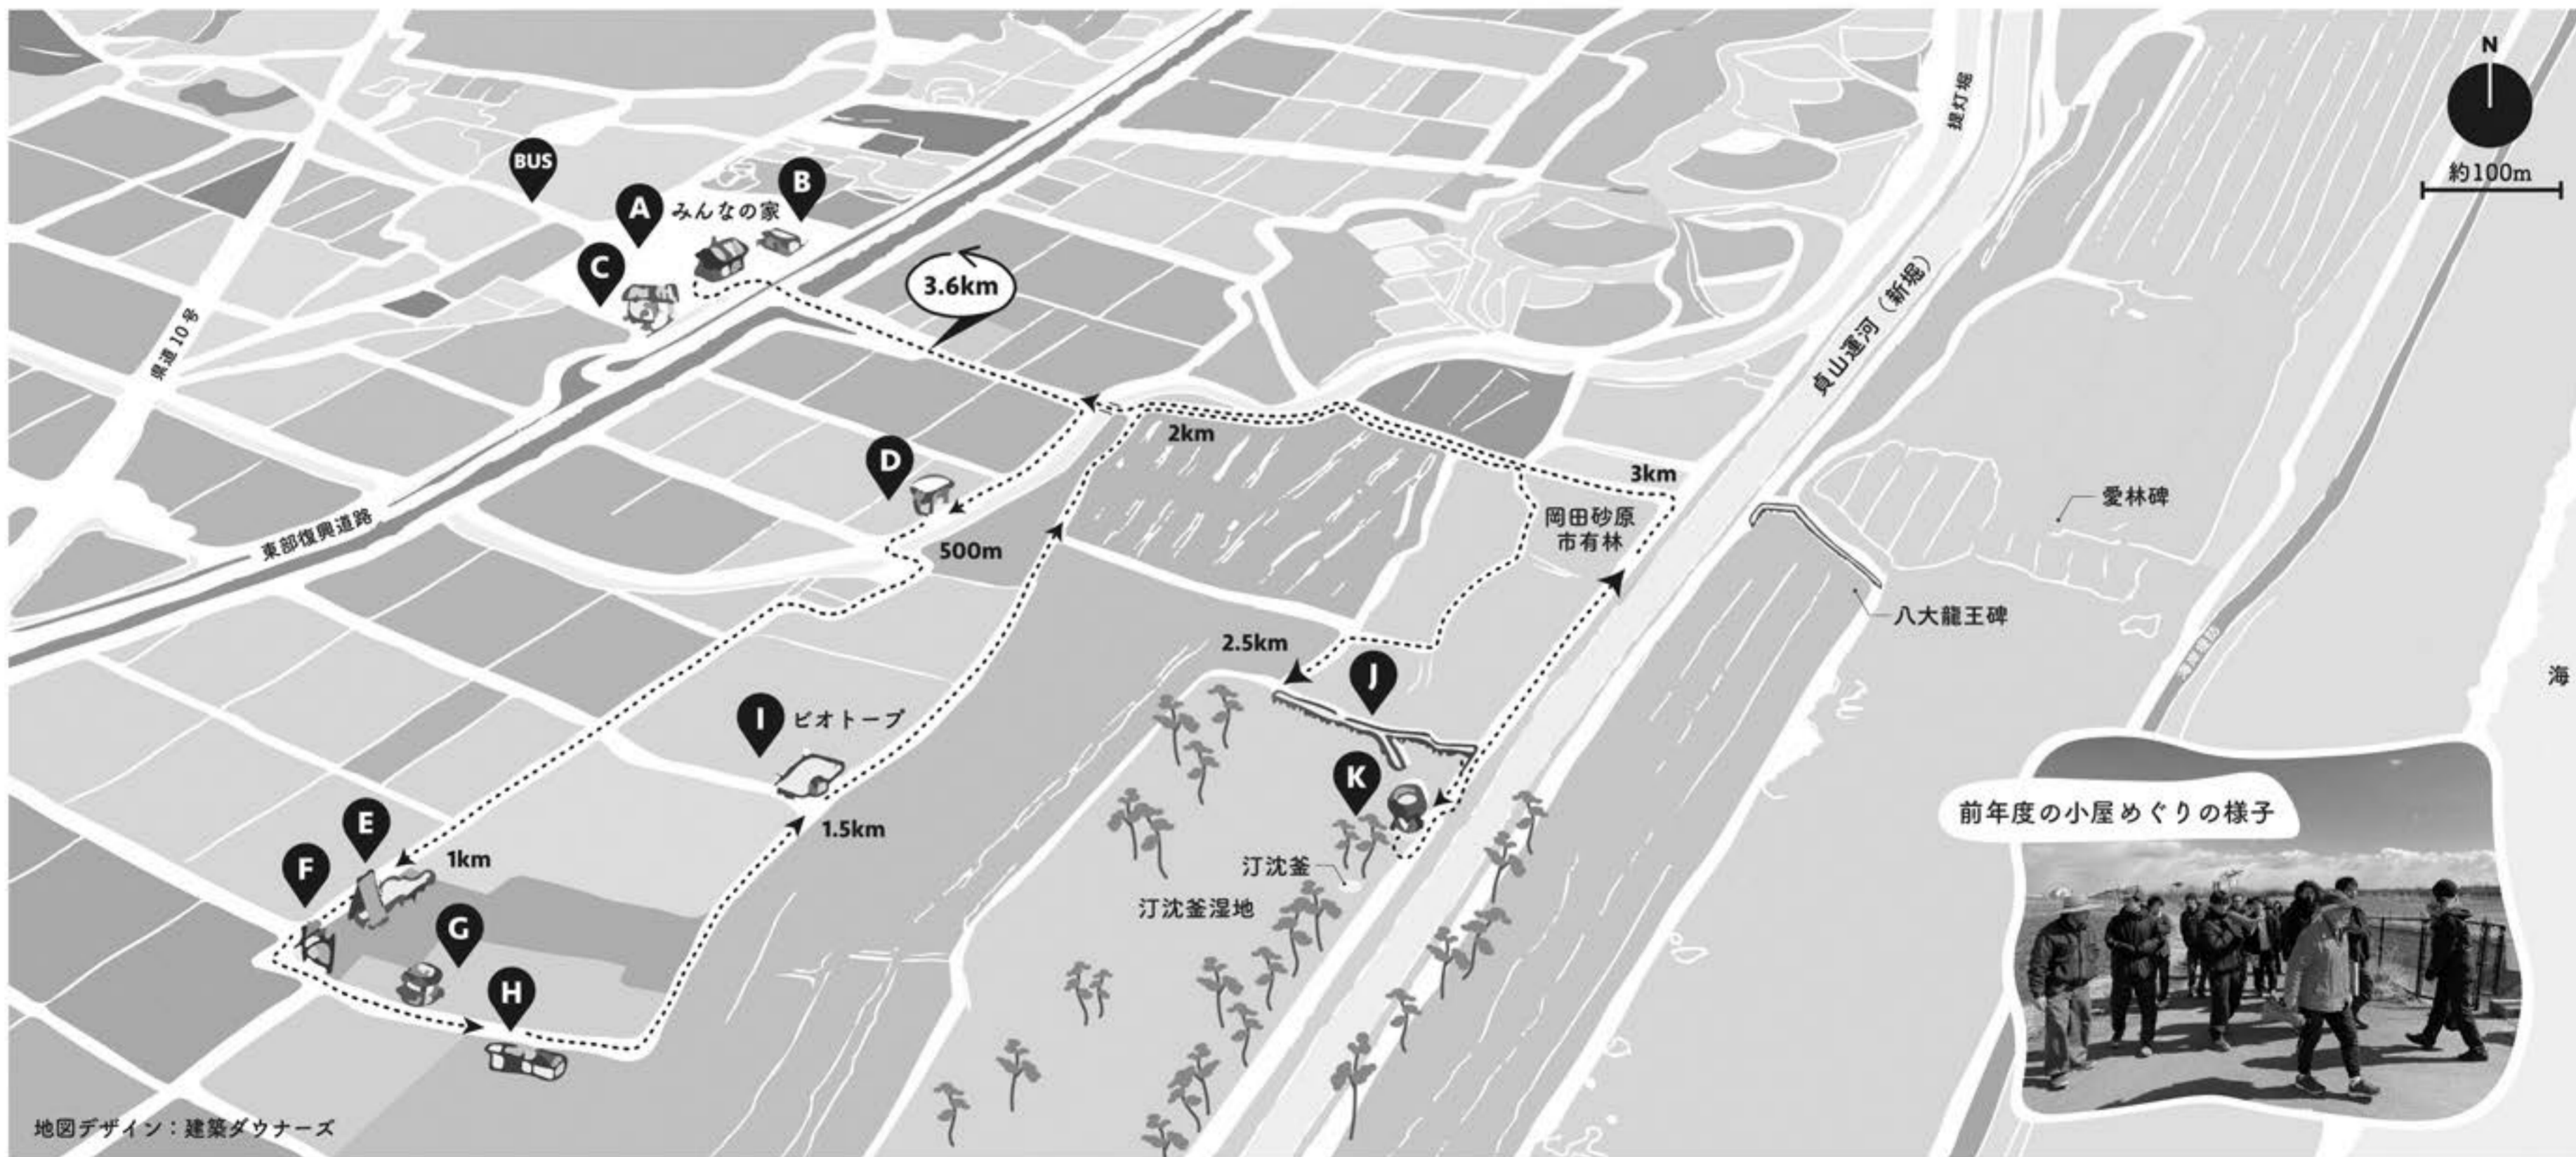 N
約100m
提灯堀
BUS
A
みんなの家
B
C
3.6km
県道10号
貞山運河（新堀）
2km
D
3km
500m
岡田砂原
市有林
愛林碑
東部復興道路
八大龍王碑
2.5km
J
海岸堤防
海
I
ビオトープ
K
1.5km
E
1km
F
G
H
汀沈釜
汀沈釜湿地
前年度の小屋めぐりの様子
地図デザイン：建築ダウナーズ